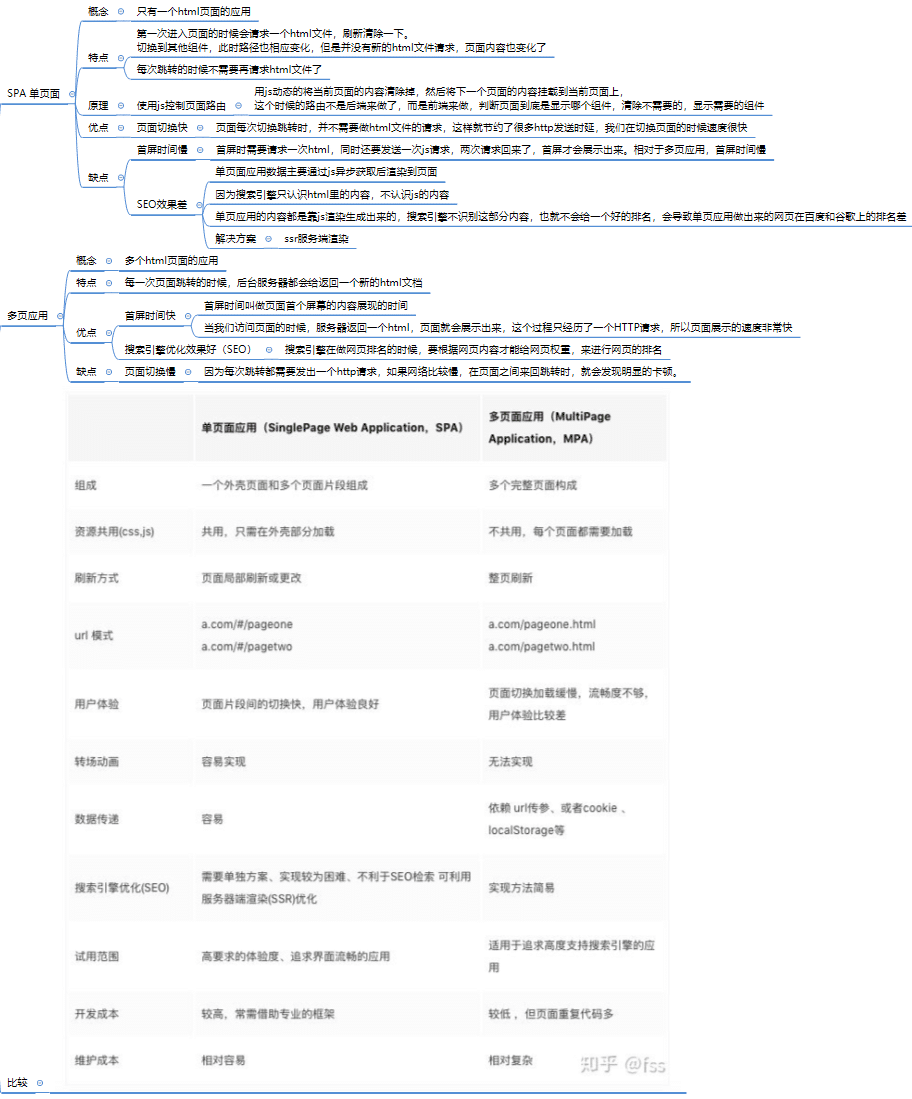 概念
只有一个html页面的应用
第一次进入页面的时候会请求一个html文件，刷新清除一下。
切换到其他组件，此时路径也相应变化，但是并没有新的html文件请求，页面内容也变化了
特点
每次跳转的时候不需要再请求html文件了
SPA 单页面
用js动态的将当前页面的内容清除掉，然后将下一个页面的内容挂载到当前页面上，
原理
使用js控制页面路由
这个时候的路由不是后端来做了，而是前端来做，判断页面到底是显示哪个组件，清除不需要的，显示需要的组件
优点
页面切换快
页面每次切换跳转时，并不需要做html文件的请求，这样就节约了很多http发送时延，我们在切换页面的时候速度很快
首屏时间慢
首屏时需要请求一次html，同时还要发送一次js请求，两次请求回来了，首屏才会展示出来。相对于多页应用，首屏时间慢
缺点
单页面应用数据主要通过js异步获取后渲染到页面
因为搜索引擎只认识html里的内容，不认识js的内容
SEO效果差
单页应用的内容都是靠js渲染生成出来的，搜索引擎不识别这部分内容，也就不会给一个好的排名，会导致单页应用做出来的网页在百度和谷歌上的排名差
解决方案
ssr服务端渲染
概念
多个html页面的应用
特点
每一次页面跳转的时候，后台服务器都会给返回一个新的html文档
多页应用
首屏时间叫做页面首个屏幕的内容展现的时间
首屏时间快
当我们访问页面的时候，服务器返回一个html，页面就会展示出来，这个过程只经历了一个HTTP请求，所以页面展示的速度非常快
优点
搜索引擎优化效果好（SEO）
搜索引擎在做网页排名的时候，要根据网页内容才能给网页权重，来进行网页的排名
缺点
页面切换慢
因为每次跳转都需要发出一个http请求，如果网络比较慢，在页面之间来回跳转时，就会发现明显的卡顿。
单页面应用（SinglePage Web Application，SPA）
多页面应用（MultiPage
Application，MPA）
组成
一个外壳页面和多个页面片段组成
多个完整页面构成
资源共用(css,js)
共用，只需在外壳部分加载
不共用，每个页面都需要加载
刷新方式
页面局部刷新或更改
整页刷新
url 模式
a.com/#/pageone
a.com/#/pagetwo
a.com/pageone.html
a.com/pagetwo.html
用户体验
页面片段间的切换快，用户体验良好
页面切换加载缓慢，流畅度不够，
用户体验比较差
转场动画
容易实现
无法实现
数据传递
容易
依赖 url传参、或者cookie 、
localStorage等
搜索引擎优化(SEO)
需要单独方案、实现较为困难、不利于SEO检索 可利用
服务器端渲染(SSR)优化
实现方法简易
试用范围
高要求的体验度、追求界面流畅的应用
适用于追求高度支持搜索引擎的应
用
开发成本
较高，常需借助专业的框架
较低 ，但页面重复代码多
维护成本
相对容易
相对复杂
知乎 @fss
比较